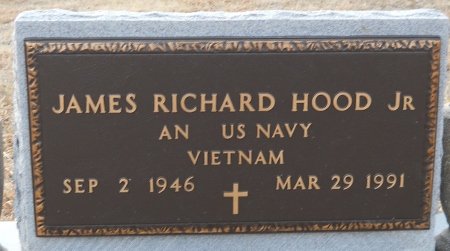 JAMES RICHARD HOOD JR
AN US NAVY
VIETNAM
SEP 2 1946 MAR 29 1991